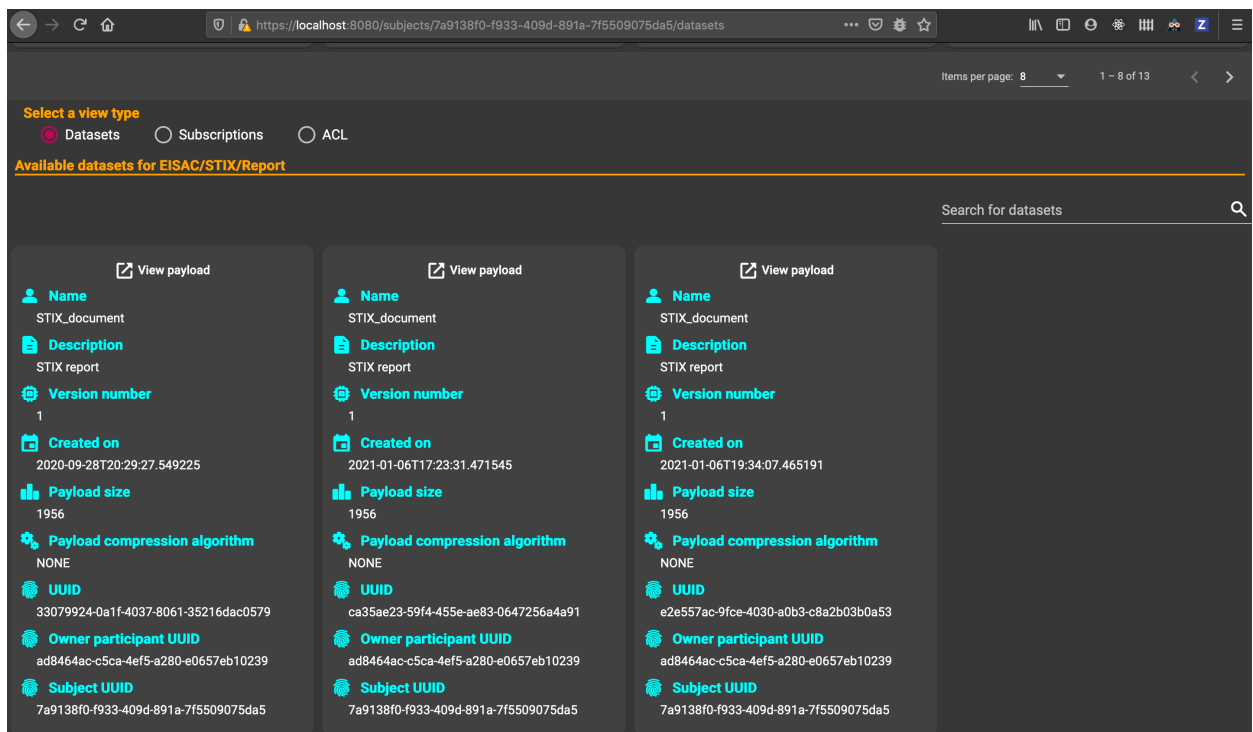 https://localhost:8080/subjects/7a9138f0-f933-409d-891a-7f5509075da5/datasets
Z
Items per page: 8 1 – 8 of 13
Select a view type
Datasets Subscriptions ACL
Available datasets for EISAC/STIX/Report
Search for datasets
View payload
Name
STIX_document
Description
STIX report
Version number
1
Created on
2020-09-28T20:29:27.549225
Payload size
1956
Payload compression algorithm
NONE
UUID
33079924-0a1f-4037-8061-35216dac0579
Owner participant UUID
ad8464ac-c5ca-4ef5-a280-e0657eb10239
Subject UUID
7a9138f0-f933-409d-891a-7f5509075da5
View payload
Name
STIX_document
Description
STIX report
Version number
1
Created on
2021-01-06T17:23:31.471545
Payload size
1956
Payload compression algorithm
NONE
UUID
ca35ae23-59f4-455e-ae83-0647256a4a91
Owner participant UUID
ad8464ac-c5ca-4ef5-a280-e0657eb10239
Subject UUID
7a9138f0-f933-409d-891a-7f5509075da5
View payload
Name
STIX_document
Description
STIX report
Version number
1
Created on
2021-01-06T19:34:07.465191
Payload size
1956
Payload compression algorithm
NONE
UUID
e2e557ac-9fce-4030-a0b3-c8a2b03b0a53
Owner participant UUID
ad8464ac-c5ca-4ef5-a280-e0657eb10239
Subject UUID
7a9138f0-f933-409d-891a-7f5509075da5